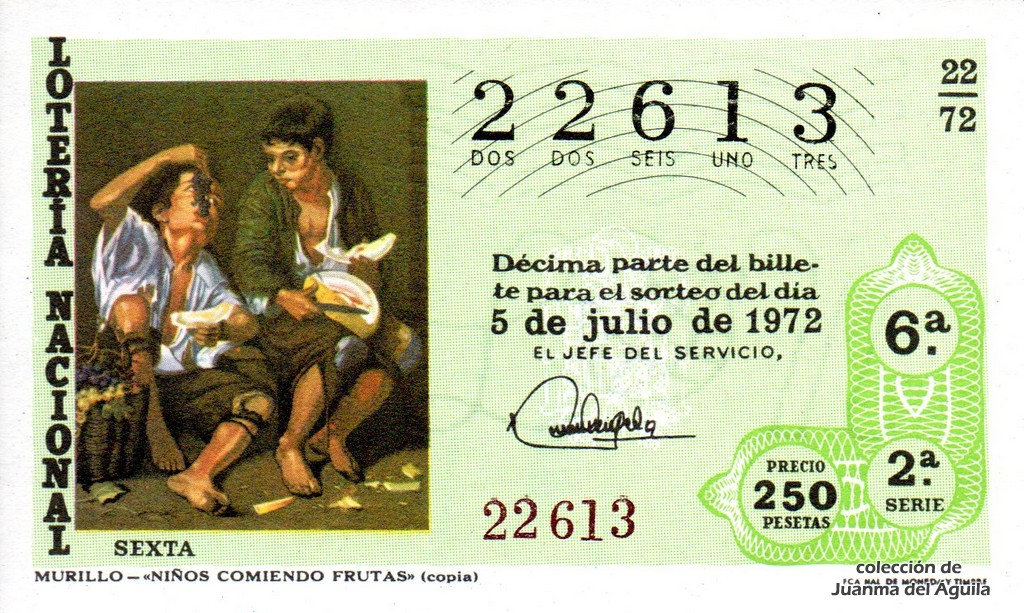 LOTERÍA NACIONAL
22613
DOS DOS SEIS UNO TRES
22
72
Décima parte del bille-
te para el sorteo del día
5 de julio de 1972
EL JEFE DEL SERVICIO,
6ª.
2ª.
SERIE
PRECIO
250
PESETAS
22613
SEXTA
MURILLO — «NIÑOS COMIENDO FRUTAS» (copia)
colección de
Juanma del Aguila